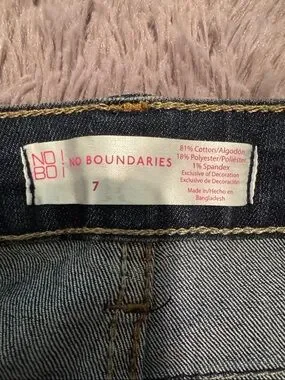 NO!
BO!
NO BOUNDARIES
7
81% Cotton/Algodón
18% Polyester/Poliéster
1% Spandex
Exclusive of Decoration
Exclusive de Decoración
Made in/Hecho en
Bangladesh